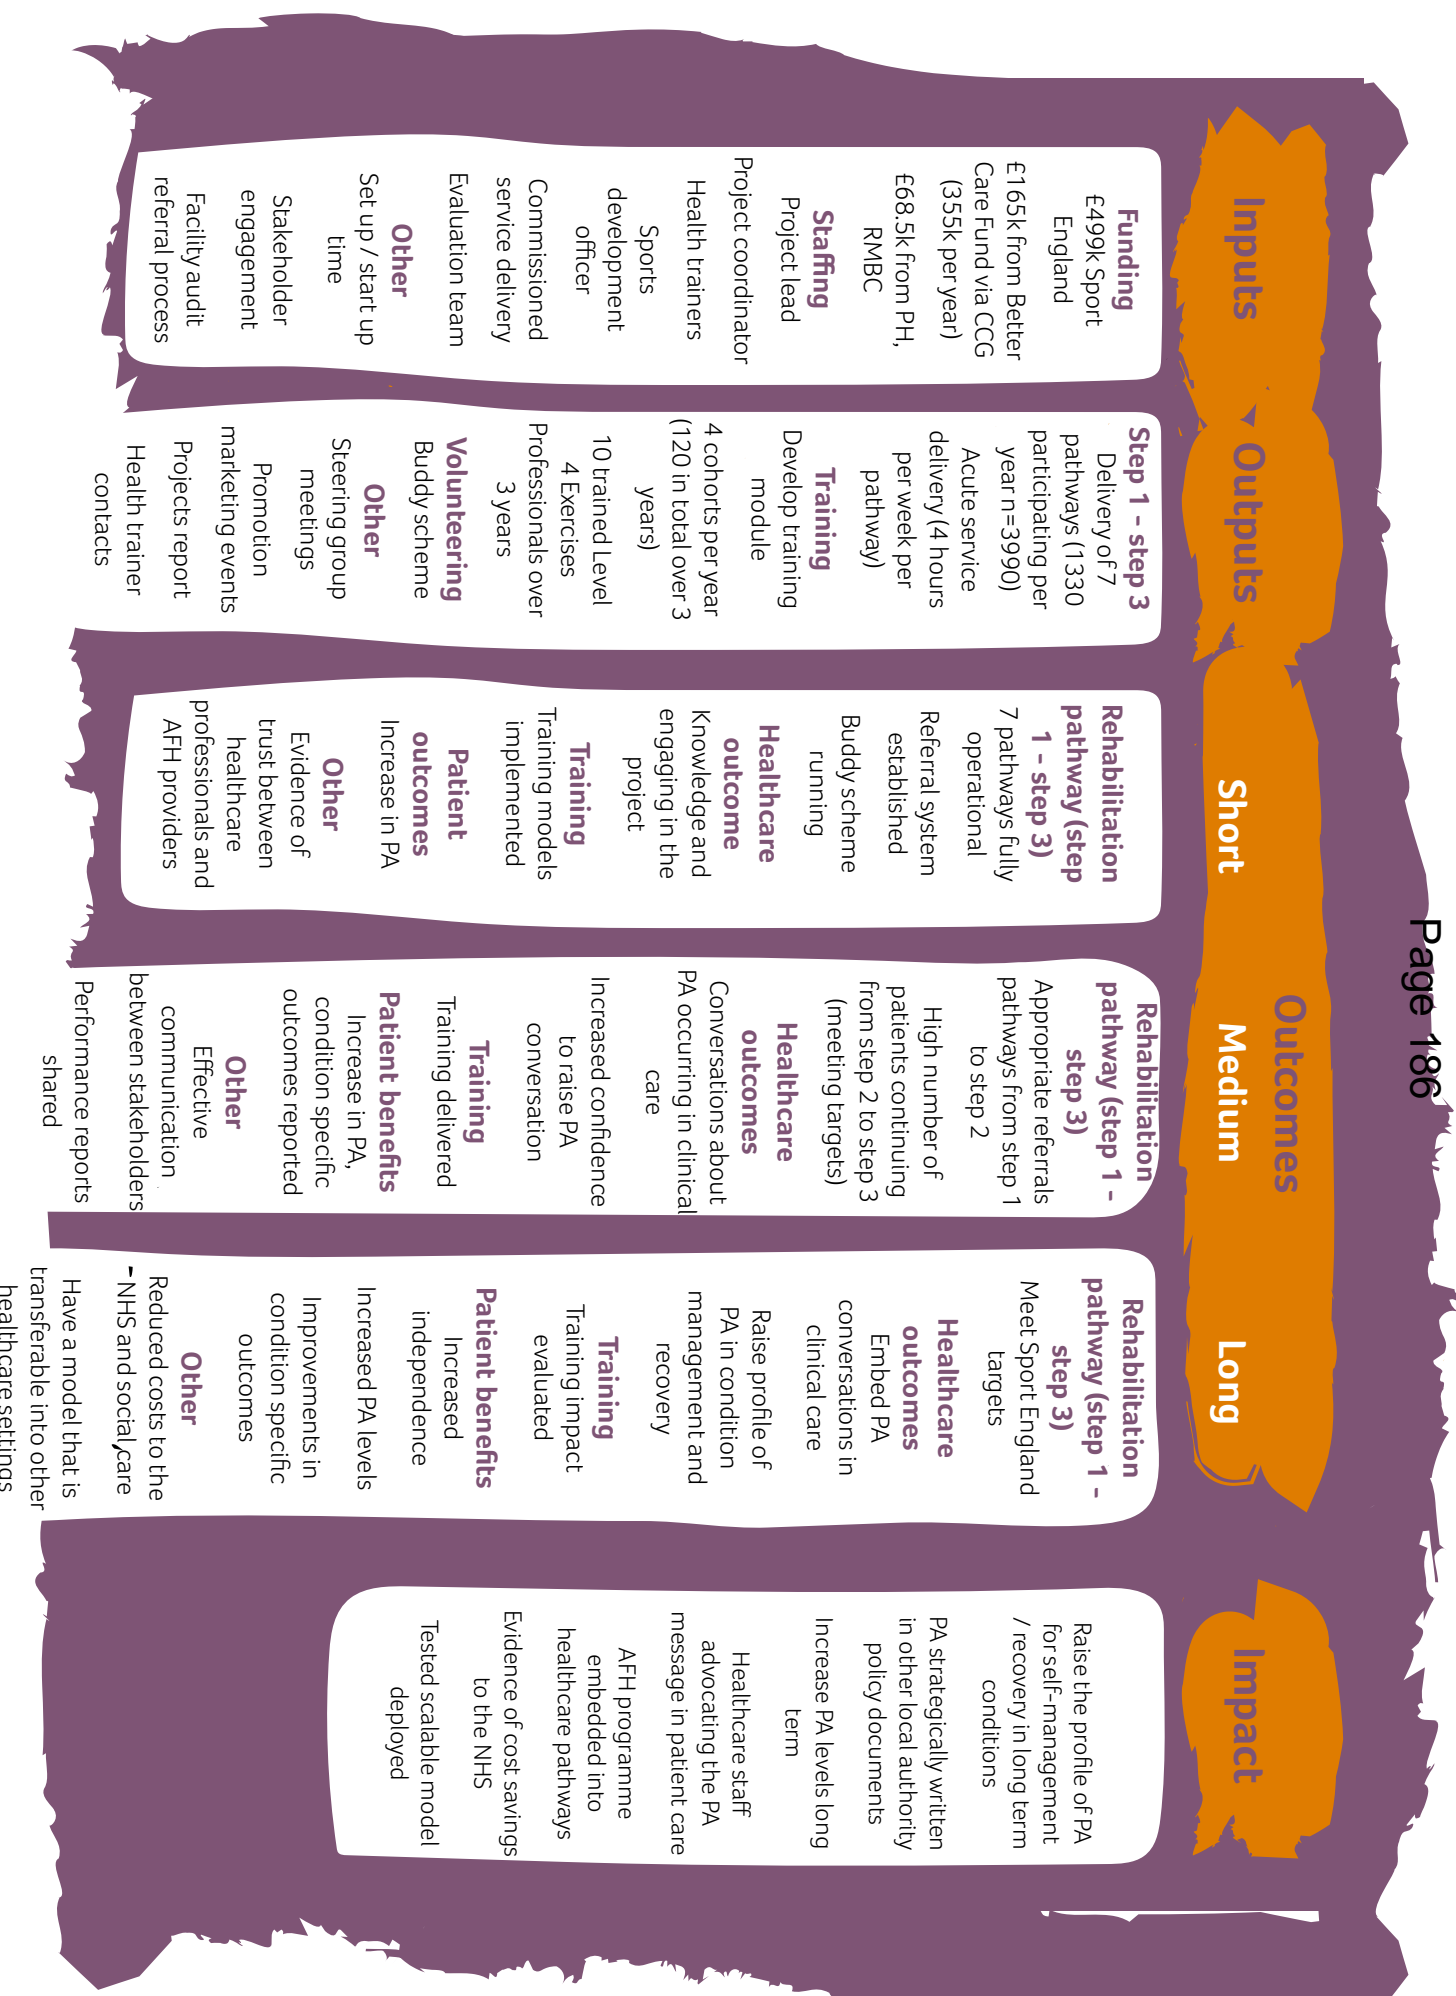 Page 186
Inputs
Funding
£499k Sport
England
£165k from Better
Care Fund via CCG
(355k per year)
£68.5k from PH,
RMBC
Staffing
Project lead
Project coordinator
Health trainers
Sports
development
officer
Commissioned
service delivery
Evaluation team
Other
Set up / start up
time
Stakeholder
engagement
Facility audit
referral process
Outputs
Step 1 - step 3
Delivery of 7
pathways (1330
participating per
year n=3990)
Acute service
delivery (4 hours
per week per
pathway)
Training
Develop training
module
4 cohorts per year
(120 in total over 3
years)
10 trained Level
4 Exercises
Professionals over
3 years
Volunteering
Buddy scheme
Other
Steering group
meetings
Promotion
marketing events
Projects report
Health trainer
contacts
Outcomes
Short
Rehabilitation
pathway (step
1 - step 3)
7 pathways fully
operational
Referral system
established
Buddy scheme
running
Healthcare
outcome
Knowledge and
engaging in the
project
Training
Training models
implemented
Patient
outcomes
Increase in PA
Other
Evidence of
trust between
healthcare
professionals and
AFH providers
Medium
Rehabilitation
pathway (step 1 -
step 3)
Appropriate referrals
pathways from step 1
to step 2
High number of
patients continuing
from step 2 to step 3
(meeting targets)
Healthcare
outcomes
Conversations about
PA occurring in clinical
care
Increased confidence
to raise PA
conversation
Training
Training delivered
Patient benefits
Increase in PA,
condition specific
outcomes reported
Other
Effective
communication
between stakeholders
Performance reports
shared
Long
Rehabilitation
pathway (step 1 -
step 3)
Meet Sport England
targets
Healthcare
outcomes
Embed PA
conversations in
clinical care
Raise profile of
PA in condition
management and
recovery
Training
Training impact
evaluated
Patient benefits
Increased
independence
Increased PA levels
Improvements in
condition specific
outcomes
Other
Reduced costs to the
NHS and social care
Have a model that is
transferable into other
healthcare settings
Impact
Raise the profile of PA
for self-management
/ recovery in long term
conditions
PA strategically written
in other local authority
policy documents
Increase PA levels long
term
Healthcare staff
advocating the PA
message in patient care
AFH programme
embedded into
healthcare pathways
Evidence of cost savings
to the NHS
Tested scalable model
deployed